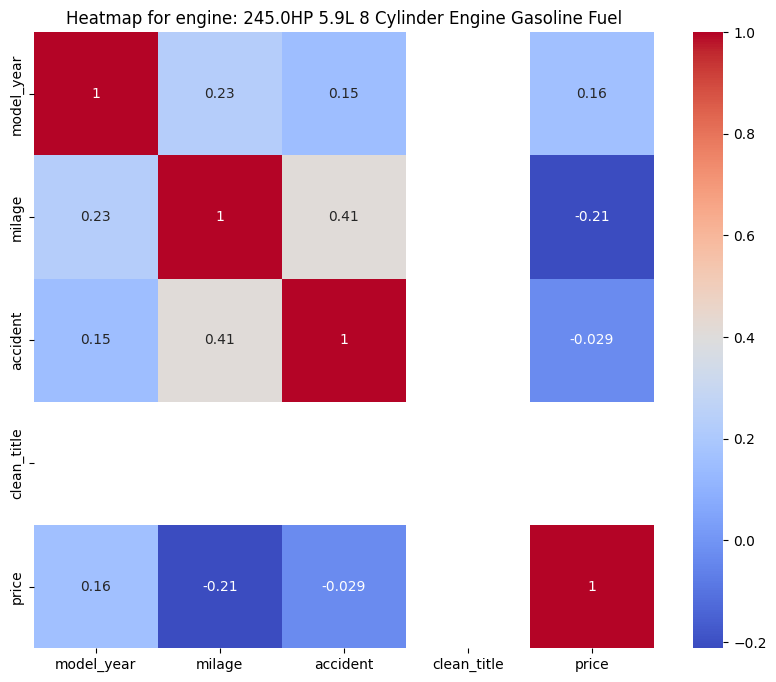 Heatmap for engine: 245.0HP 5.9L 8 Cylinder Engine Gasoline Fuel
model_year
1
0.23
0.15
0.16
milage
0.23
1
0.41
-0.21
accident
0.15
0.41
1
-0.029
clean_title
price
0.16
-0.21
-0.029
1
model_year
milage
accident
clean_title
price
1.0
0.8
0.6
0.4
0.2
0.0
−0.2